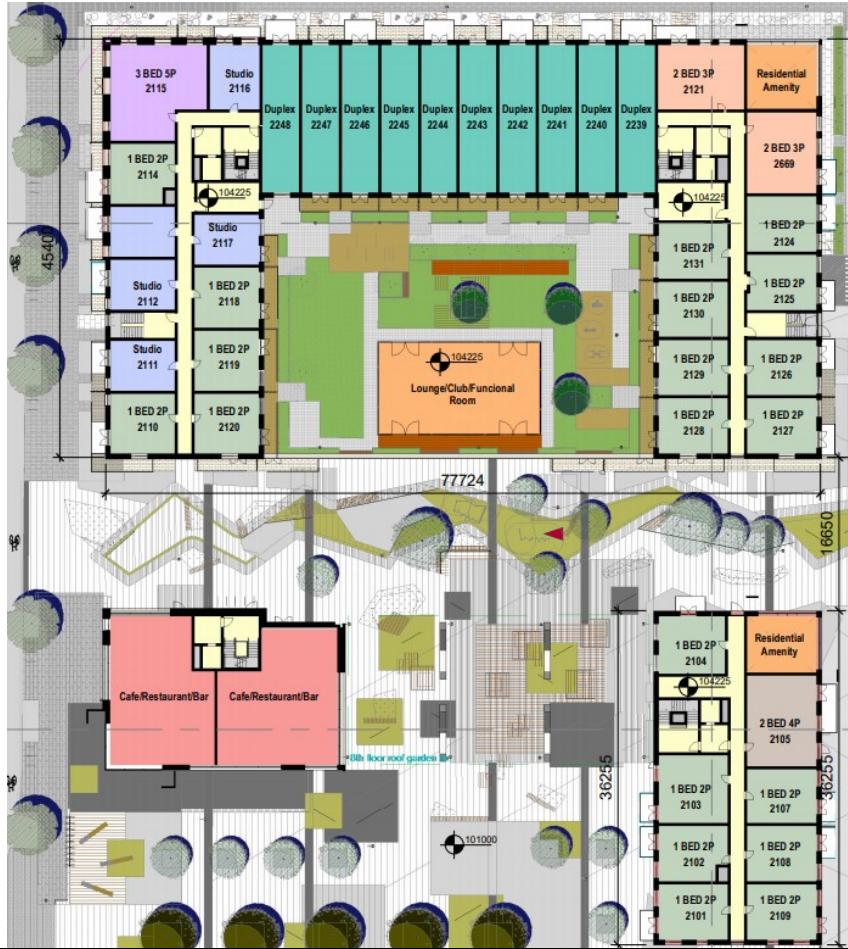 3 BED 5P
2115
Studio
2116
Duplex
2248
Duplex
2247
Duplex
2246
Duplex
2245
Duplex
2244
Duplex
2243
Duplex
2242
Duplex
2241
Duplex
2240
Duplex
2239
2 BED 3P
2121
Residential
Amenity
1 BED 2P
2114
104225
104225
2 BED 3P
2669
45400
Studio
2117
1 BED 2P
2131
1 BED 2P
2124
Studio
2112
1 BED 2P
2118
1 BED 2P
2130
1 BED 2P
2125
Studio
2111
1 BED 2P
2119
104225
Lounge/Club/Funcional
Room
1 BED 2P
2129
1 BED 2P
2126
1 BED 2P
2110
1 BED 2P
2120
1 BED 2P
2128
1 BED 2P
2127
77724
16650
1 BED 2P
2104
Residential
Amenity
104225
Cafe/Restaurant/Bar
Cafe/Restaurant/Bar
2 BED 4P
2105
8th floor roof garden
36255
36255
1 BED 2P
2103
1 BED 2P
2107
101000
1 BED 2P
2102
1 BED 2P
2108
1 BED 2P
2101
1 BED 2P
2109